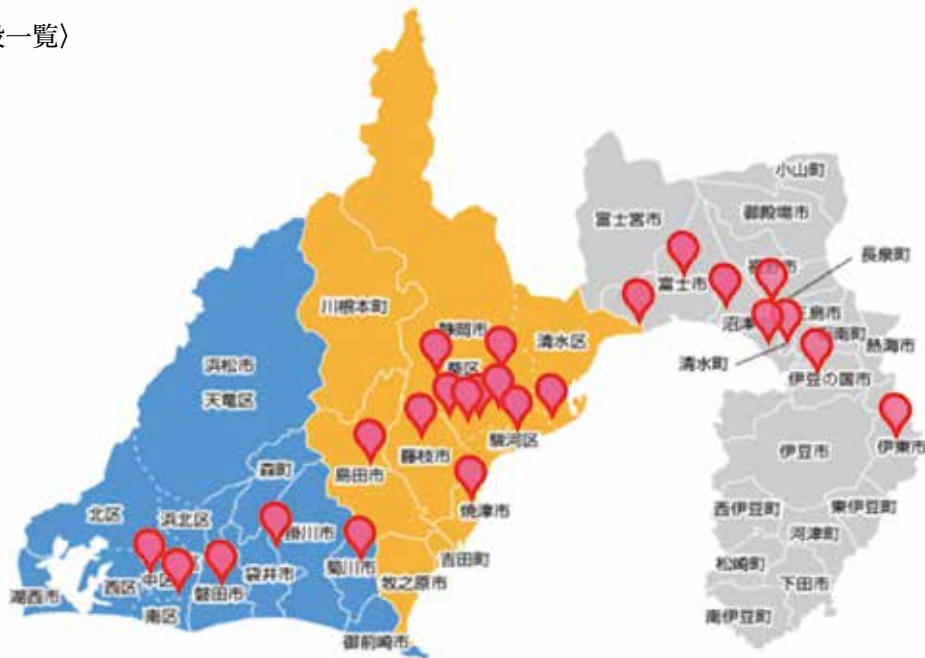 一覧〉
小山町
富士宮市
御殿場市
長泉町
富士市
川根本町
静岡市
清水区
沼津
三島市
熱海市
清水町
葵区
浜松市
天竜区
伊豆の国市
駿河区
伊東市
藤枝市
伊豆市
森町
島田市
焼津市
西伊豆町
東伊豆町
北区
浜北区
掛川市
河津町
吉田町
菊川市
松崎町
中区
袋井市
西区
磐田市
牧之原市
下田市
湖西市
南区
南伊豆町
御前崎市